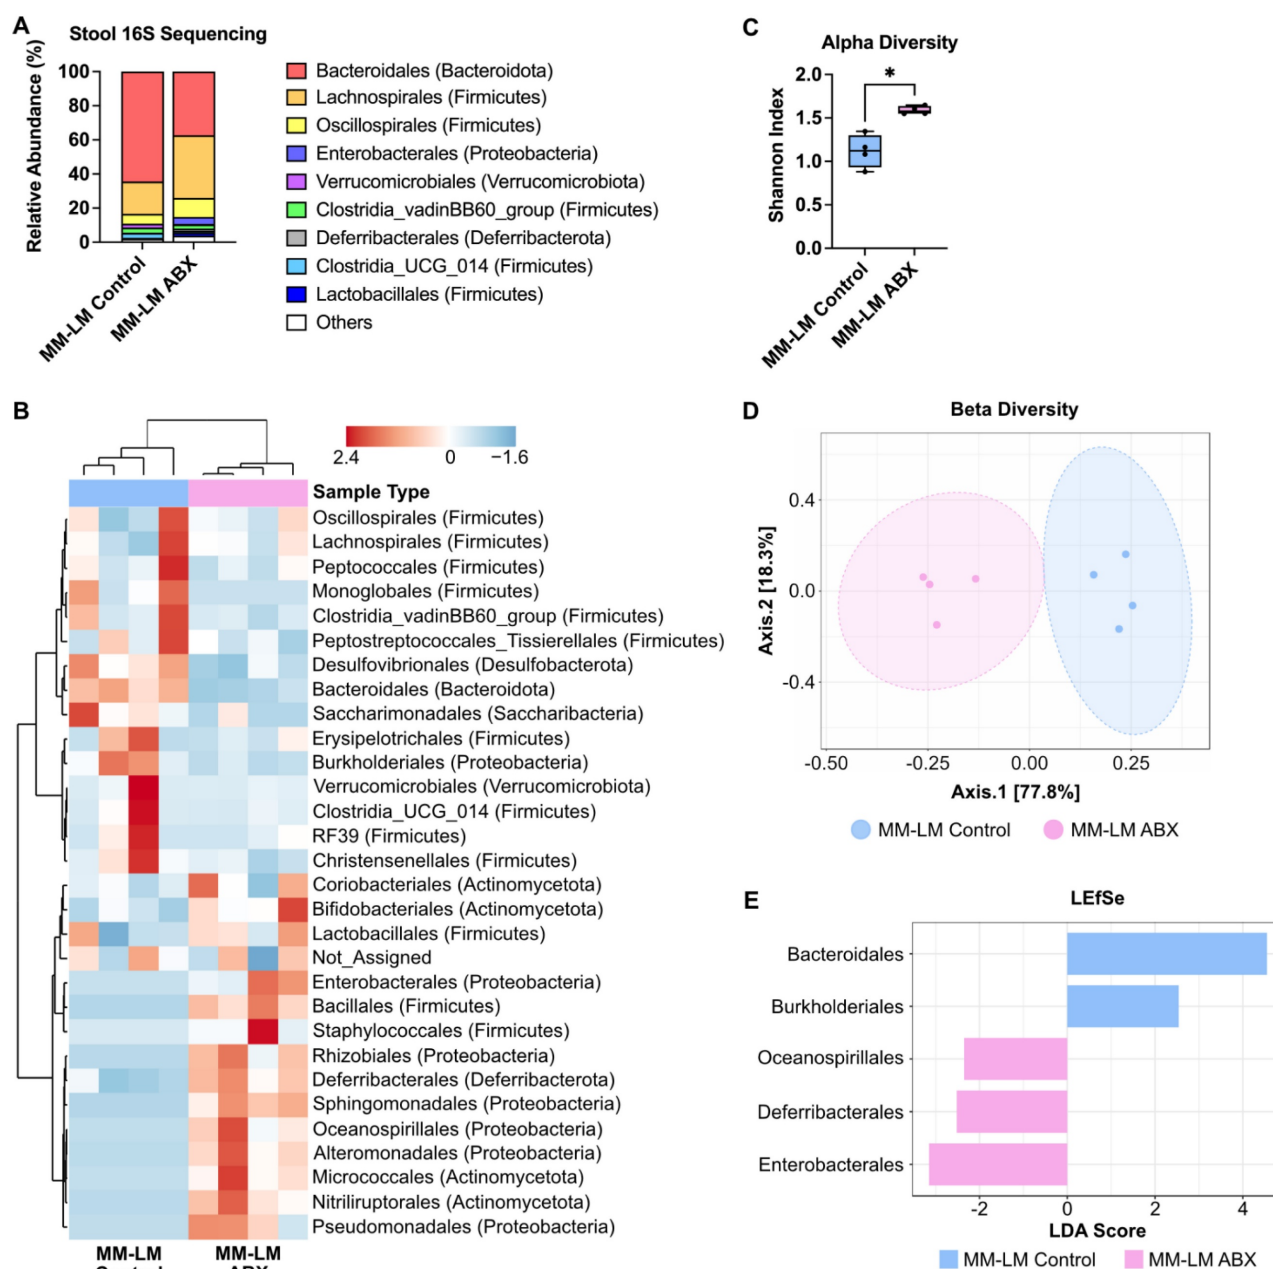 A
Stool 16S Sequencing
Relative Abundance (%)
100
80
60
40
20
0
MM-LM Control
MM-LM ABX
Bacteroidales (Bacteroidota)
Lachnospirales (Firmicutes)
Oscillospirales (Firmicutes)
Enterobacterales (Proteobacteria)
Verrucomicrobiales (Verrucomicrobiota)
Clostridia_vadinBB60_group (Firmicutes)
Deferribacterales (Deferribacterota)
Clostridia_UCG_014 (Firmicutes)
Lactobacillales (Firmicutes)
Others
C
Alpha Diversity
Shannon Index
2.0
1.5
1.0
0.5
0.0
*
MM-LM Control
MM-LM ABX
B
2.4 0 −1.6
Sample Type
Oscillospirales (Firmicutes)
Lachnospirales (Firmicutes)
Peptococcales (Firmicutes)
Monoglobales (Firmicutes)
Clostridia_vadinBB60_group (Firmicutes)
Peptostreptococcales_Tissierellales (Firmicutes)
Desulfovibrionales (Desulfobacterota)
Bacteroidales (Bacteroidota)
Saccharimonadales (Saccharibacteria)
Erysipelotrichales (Firmicutes)
Burkholderiales (Proteobacteria)
Verrucomicrobiales (Verrucomicrobiota)
Clostridia_UCG_014 (Firmicutes)
RF39 (Firmicutes)
Christensenellales (Firmicutes)
Coriobacteriales (Actinomycetota)
Bifidobacteriales (Actinomycetota)
Lactobacillales (Firmicutes)
Not_Assigned
Enterobacterales (Proteobacteria)
Bacillales (Firmicutes)
Staphylococcales (Firmicutes)
Rhizobiales (Proteobacteria)
Deferribacterales (Deferribacterota)
Sphingomonadales (Proteobacteria)
Oceanospirillales (Proteobacteria)
Alteromonadales (Proteobacteria)
Micrococcales (Actinomycetota)
Nitriliruptorales (Actinomycetota)
Pseudomonadales (Proteobacteria)
MM-LM
Control
MM-LM
ABX
D
Beta Diversity
Axis.2 [18.3%]
0.4
0.0
-0.4
-0.50 -0.25 0.00 0.25
Axis.1 [77.8%]
MM-LM Control MM-LM ABX
E
LEfSe
Bacteroidales
Burkholderiales
Oceanospirillales
Deferribacterales
Enterobacterales
-2 0 2 4
LDA Score
MM-LM Control MM-LM ABX